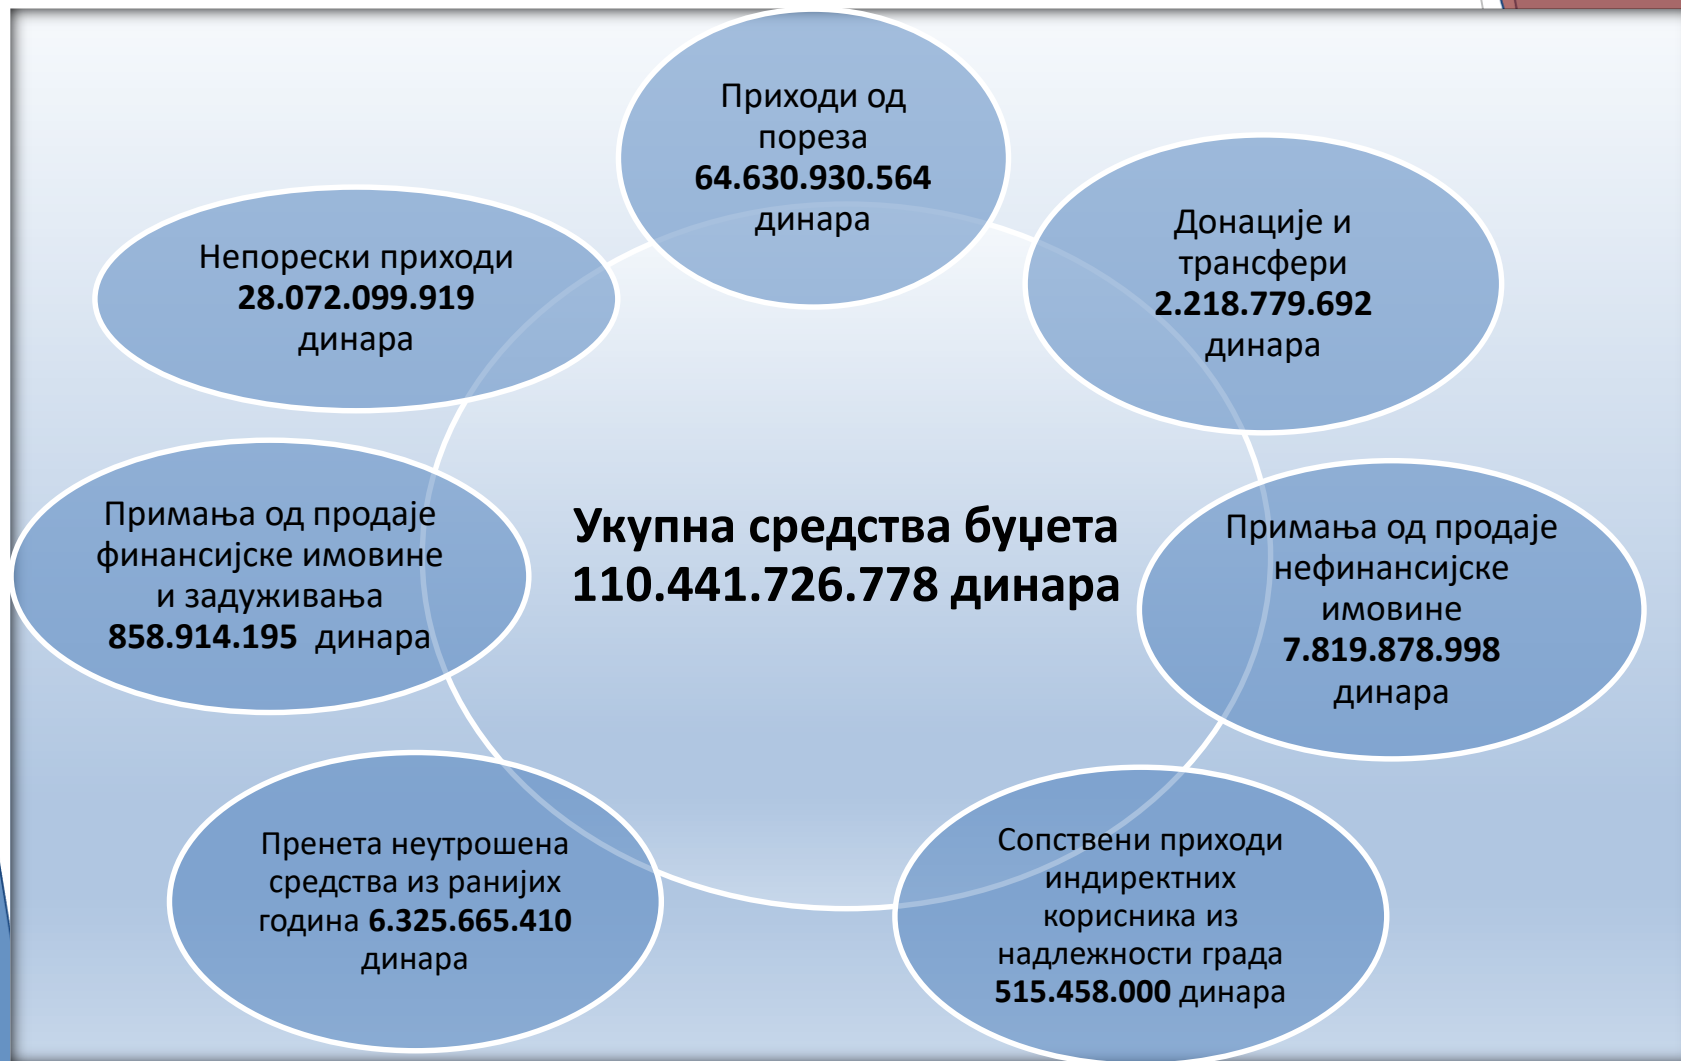 Приходи од
пореза
64.630.930.564
динара
Донације и
трансфери
2.218.779.692
динара
Непорески приходи
28.072.099.919
динара
Примања од продаје
финансијске имовине
и задуживања
858.914.195 динара
Укупна средства буџета
110.441.726.778 динара
Примања од продаје
нефинансијске
имовине
7.819.878.998
динара
Пренета неутрошена
средства из ранијих
година 6.325.665.410
динара
Сопствени приходи
индиректних
корисника из
надлежности града
515.458.000 динара